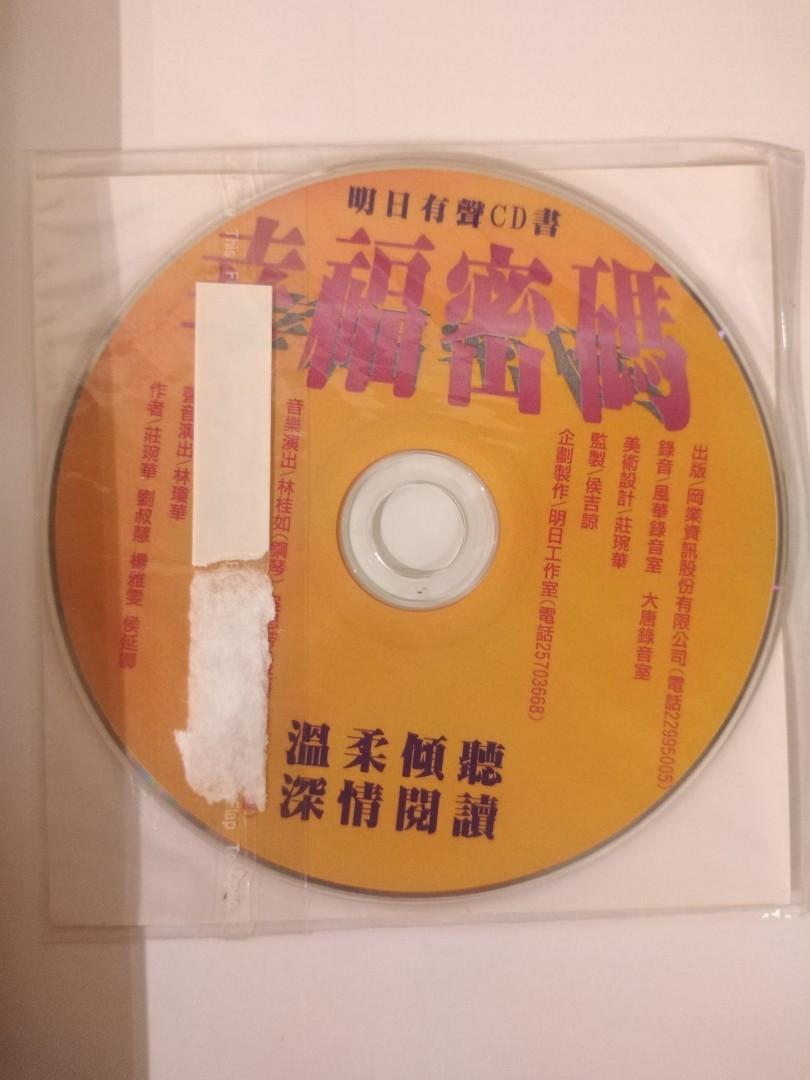 明日有聲CD書
幸福密碼
出版/岡業資訊股份有限公司(電話22995005)
錄音/風華錄音室 大唐錄音室
美術設計/莊琬華
監製/侯吉諒
企劃製作/明日工作室(電話25703668)
音樂演出/林桂如(鋼琴)
聲音演出/林瓊華
作者/莊琬華 劉叔慧 楊雅雯 侯延卿
溫柔傾聽
深情閱讀